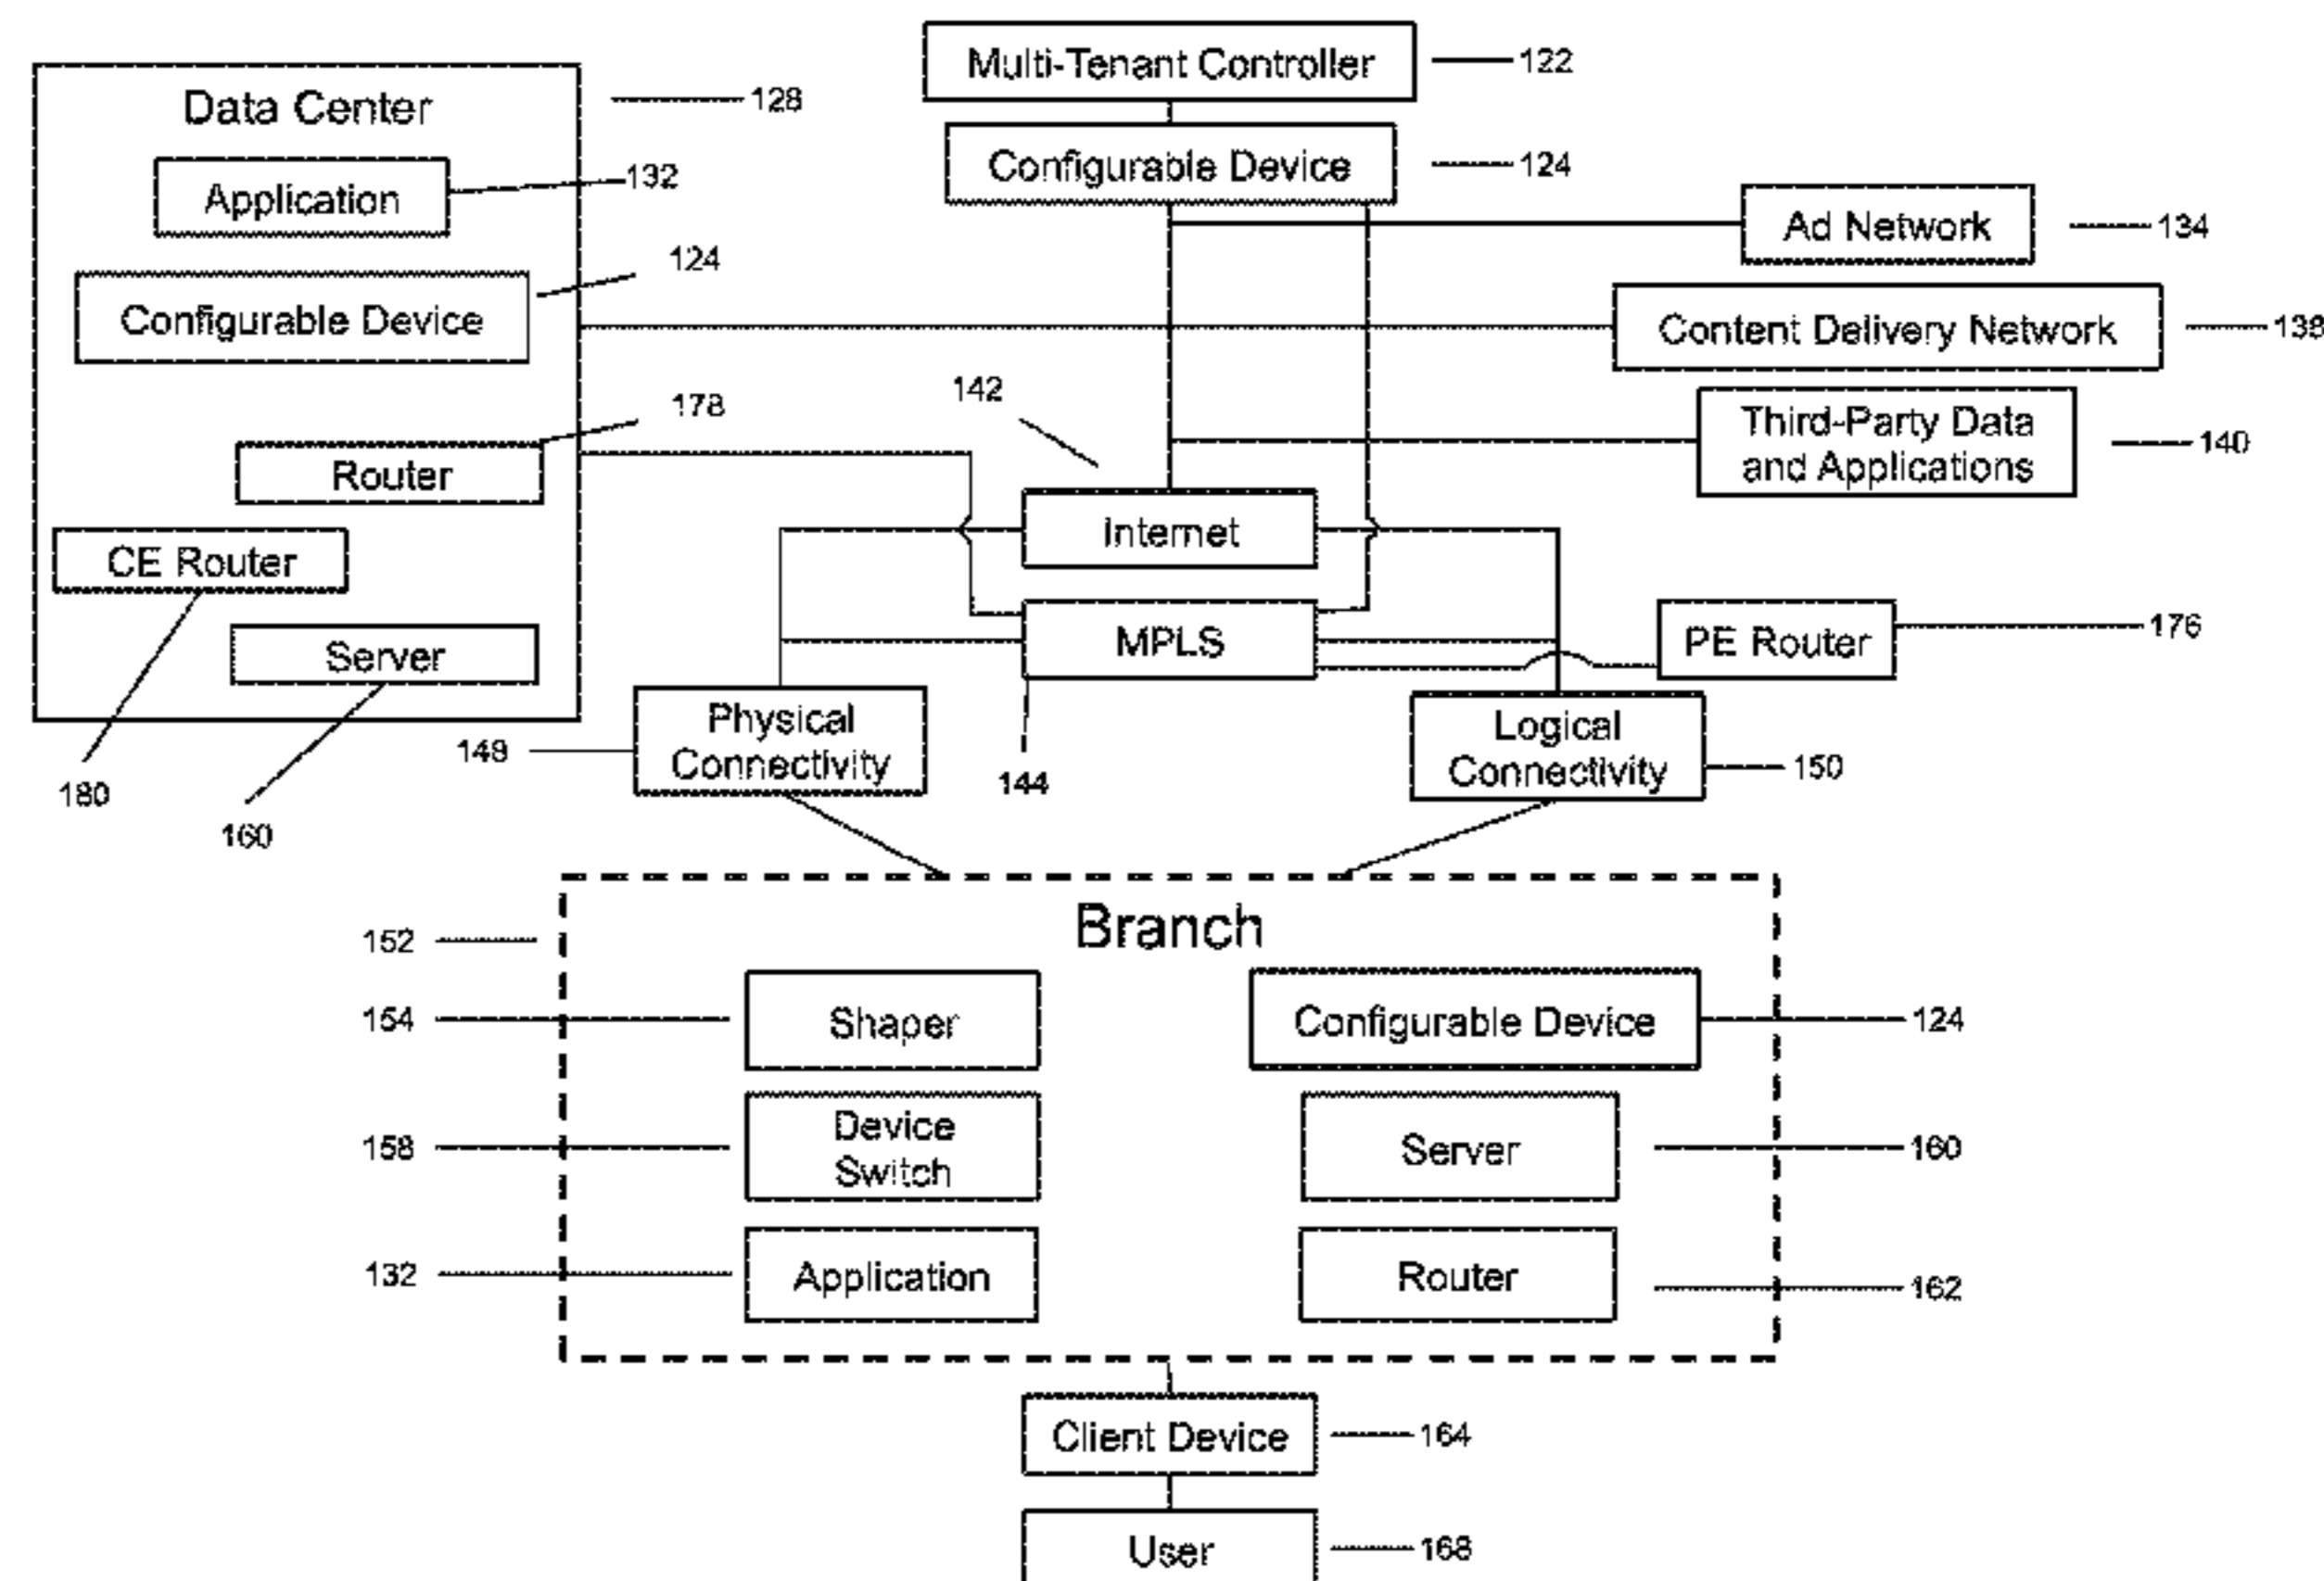 Multi-Tenant Controller
122
Data Center
128
Configurable Device
124
Application
132
Ad Network
134
Configurable Device
124
Content Delivery Network
138
Third-Party Data
and Applications
140
142
Router
178
Internet
CE Router
180
MPLS
144
PE Router
176
Server
160
Physical
Connectivity
148
Logical
Connectivity
150
Branch
152
Shaper
154
Configurable Device
124
Device
Switch
158
Server
160
Application
132
Router
162
Client Device
164
User
168